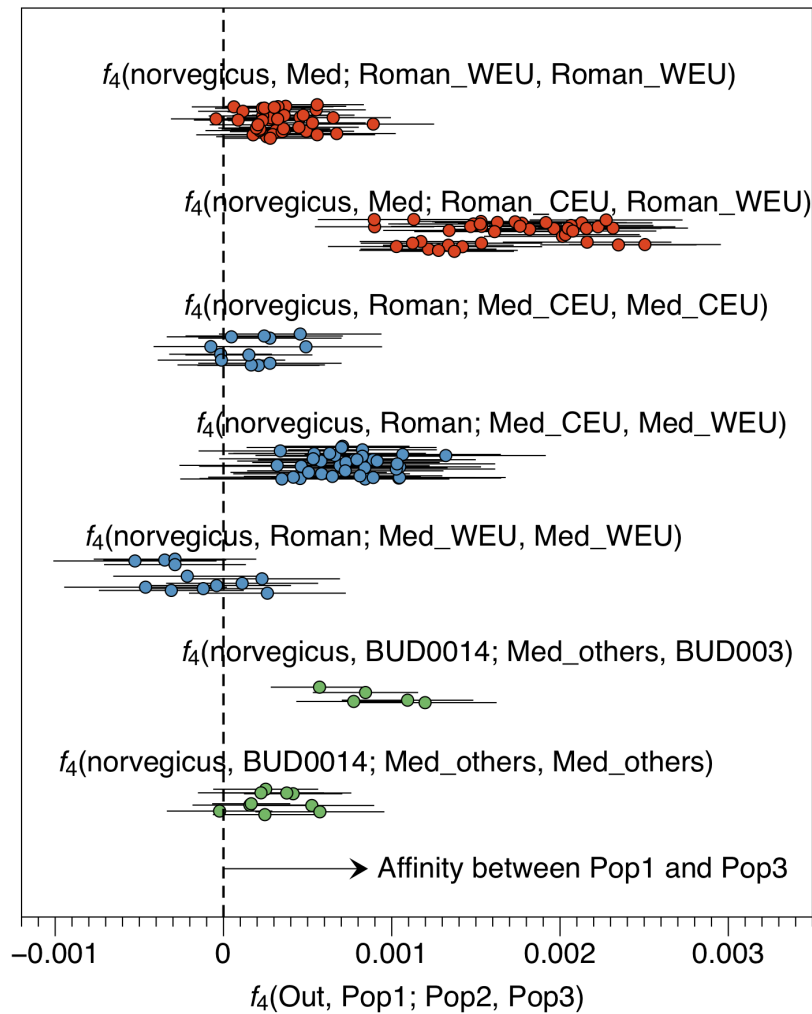 f4(norvegicus, Med; Roman_WEU, Roman_WEU)
f4(norvegicus, Med; Roman_CEU, Roman_WEU)
f4(norvegicus, Roman; Med_CEU, Med_CEU)
f4(norvegicus, Roman; Med_CEU, Med_WEU)
f4(norvegicus, Roman; Med_WEU, Med_WEU)
f4(norvegicus, BUD0014; Med_others, BUD003)
f4(norvegicus, BUD0014; Med_others, Med_others)
Affinity between Pop1 and Pop3
−0.001 0 0.001 0.002 0.003
f4(Out, Pop1; Pop2, Pop3)